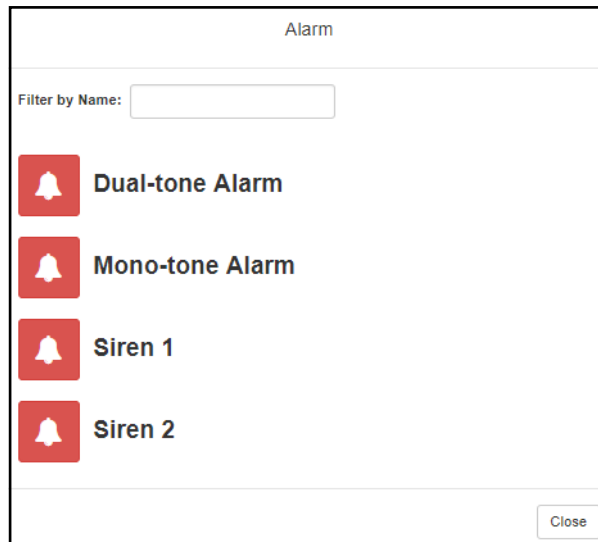 Alarm
Filter by Name:
Dual-tone Alarm
Mono-tone Alarm
Siren 1
Siren 2
Close